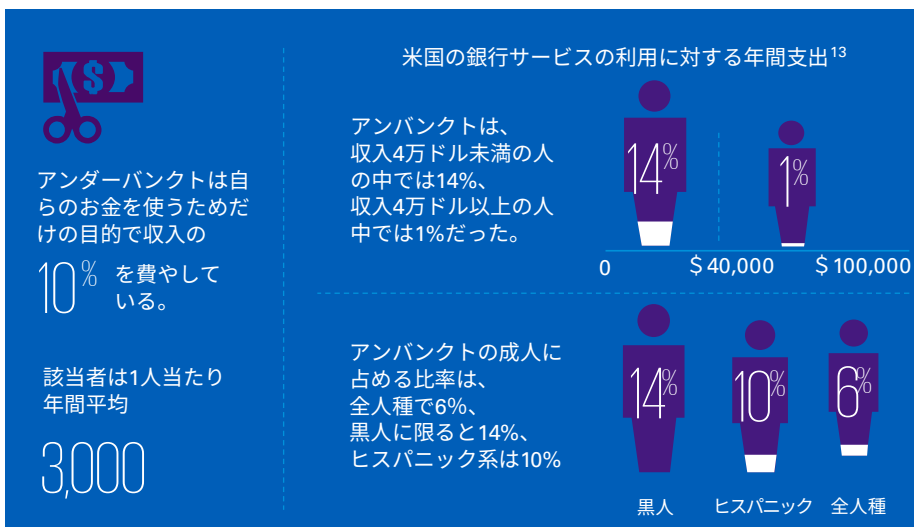 $
アンダーバンクトは自
らのお金を使うためだ
けの目的で収入の
10% を費やして
いる。
該当者は1人当たり
年間平均
3,000
米国の銀行サービスの利用に対する年間支出13
アンバンクトは、
収入4万ドル未満の人
の中では14%、
収入4万ドル以上の人
中では1%だった。
14%
1%
0 $40,000 $100,000
アンバンクトの成人に
占める比率は、
全人種で6%、
黒人に限ると14%、
ヒスパニック系は10%
14% 10% 6%
黒人 ヒスパニック 全人種